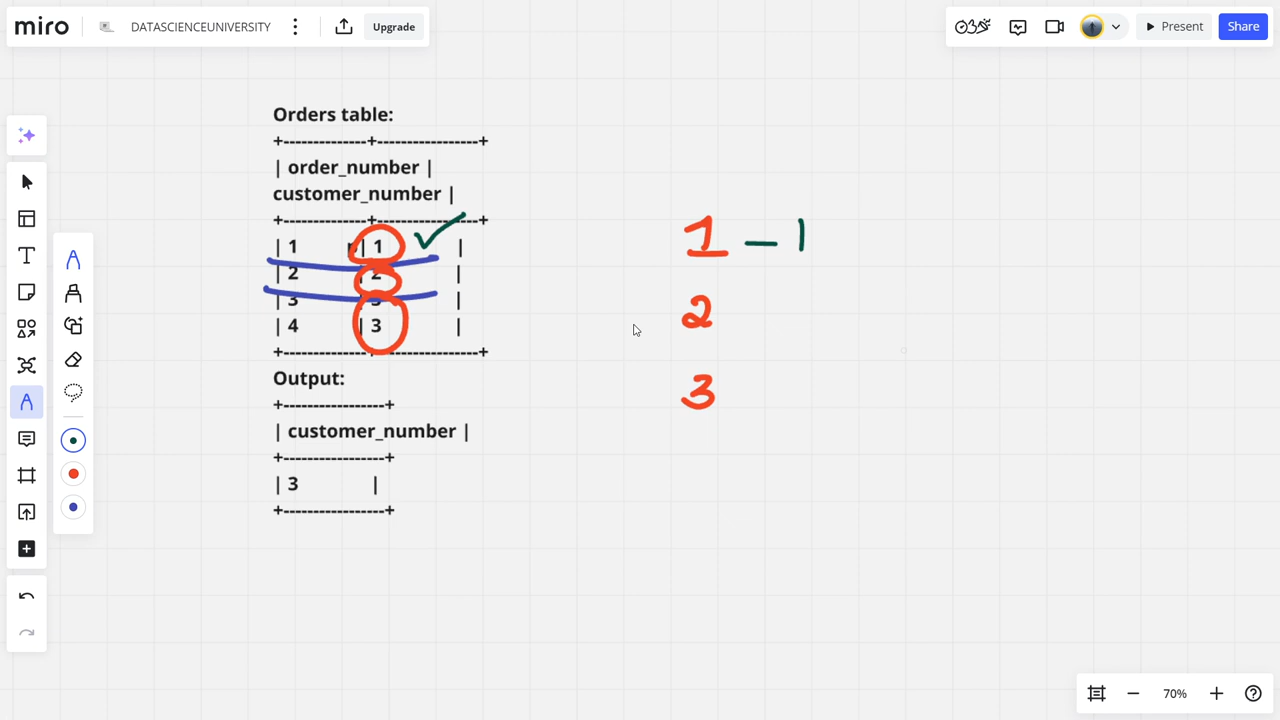 miro DATASCIENCEUNIVERSITY Upgrade Present Share
Orders table:
+--------------+-----------------+
| order_number |
customer_number |
+--------------+-----------------+
| 1 | 1 |
| 2 | 2 |
| 3 | 3 |
| 4 | 3 |
+--------------+-----------------+
Output:
+-----------------+
| customer_number |
+-----------------+
| 3 |
+-----------------+
1 - 1
2
3
70%